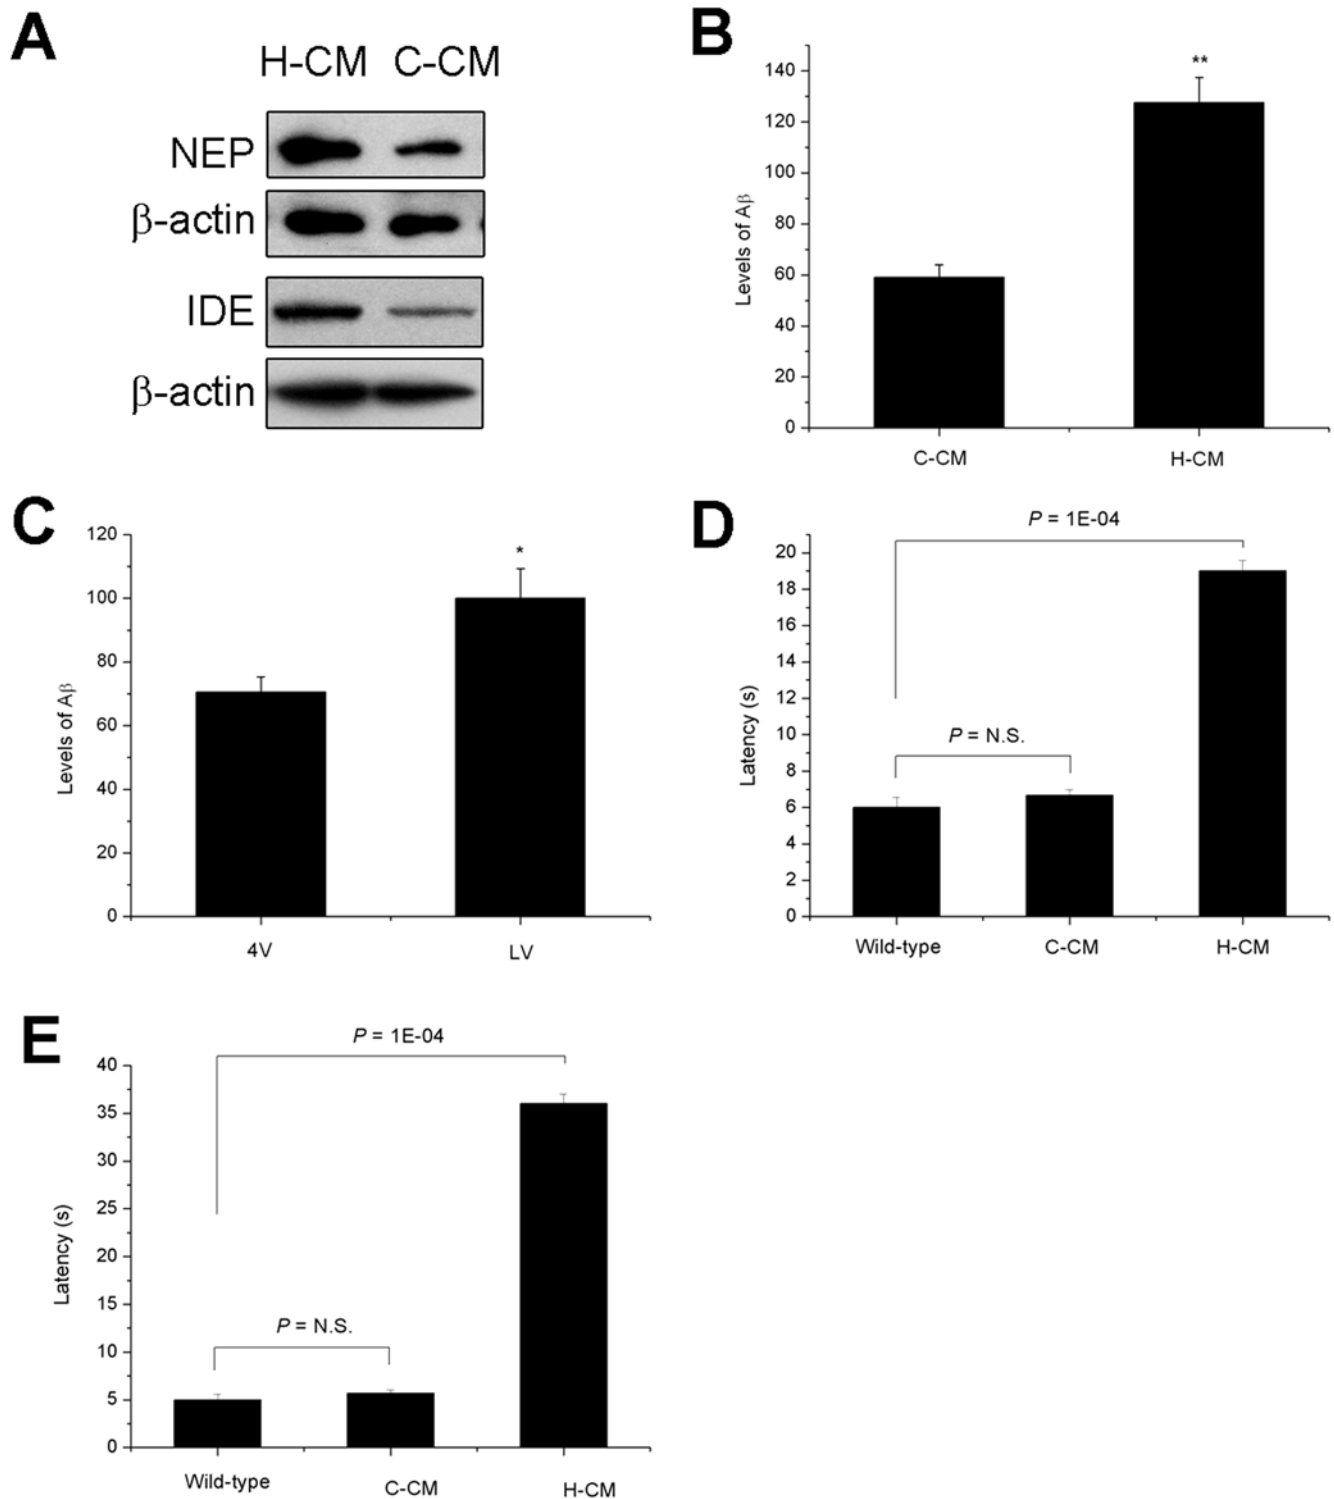 A
H-CM C-CM
NEP
β-actin
IDE
β-actin
B
**
140
120
100
80
60
40
20
0
Levels of Aβ
C-CM H-CM
C
*
120
100
80
60
40
20
0
Levels of Aβ
4V LV
D
P = 1E-04
P = N.S.
20
18
16
14
12
10
8
6
4
2
0
Latency (s)
Wild-type C-CM H-CM
E
P = 1E-04
P = N.S.
40
35
30
25
20
15
10
5
0
Latency (s)
Wild-type C-CM H-CM